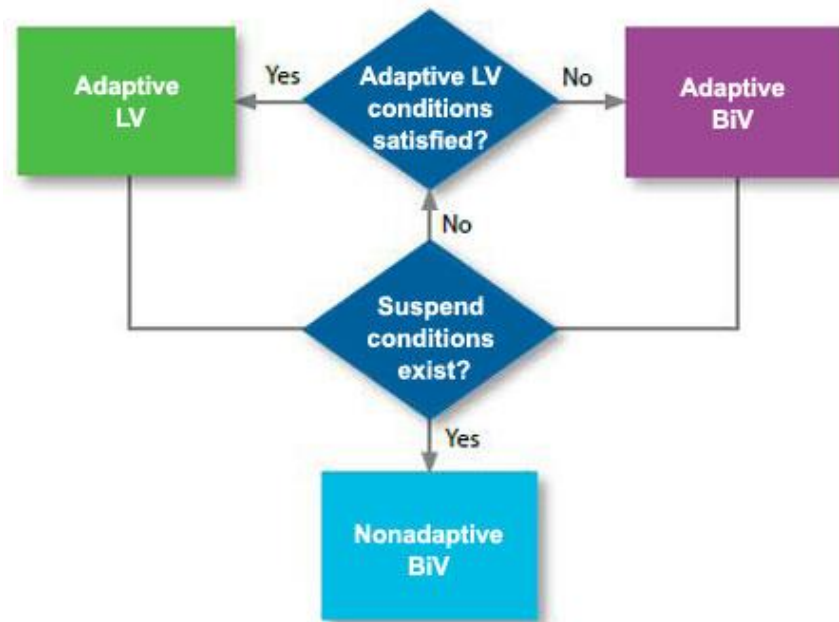 Adaptive
LV
Yes
Adaptive LV
conditions
satisfied?
No
Adaptive
BiV
No
Suspend
conditions
exist?
Yes
Nonadaptive
BiV